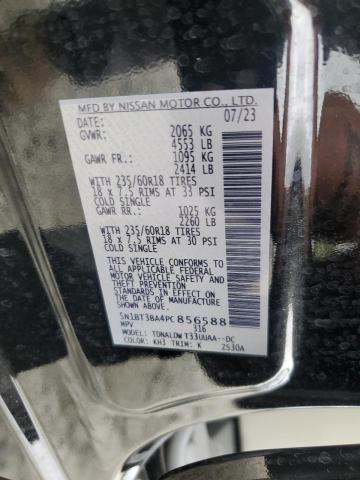 MFD BY NISSAN MOTOR CO., LTD.
DATE: 07/23
GVWR: 2065 KG
4553 LB
GAWR FR.: 1095 KG
2414 LB
WITH 235/60R18 TIRES
18 X 7.5 RIMS AT 33 PSI
COLD SINGLE
GAWR RR.: 1025 KG
2260 LB
WITH 235/60R18 TIRES
18 X 7.5 RIMS AT 30 PSI
COLD SINGLE
THIS VEHICLE CONFORMS TO ALL
APPLICABLE FEDERAL MOTOR
VEHICLE SAFETY, BUMPER,
AND THEFT PREVENTION
STANDARDS IN EFFECT ON THE
DATE OF MANUFACTURE
5N1BT3BA4PC856588
MPV 316
MODEL: TDNALDW T33UUAA--DC
COLOR: KH3 TRIM: K 2530A